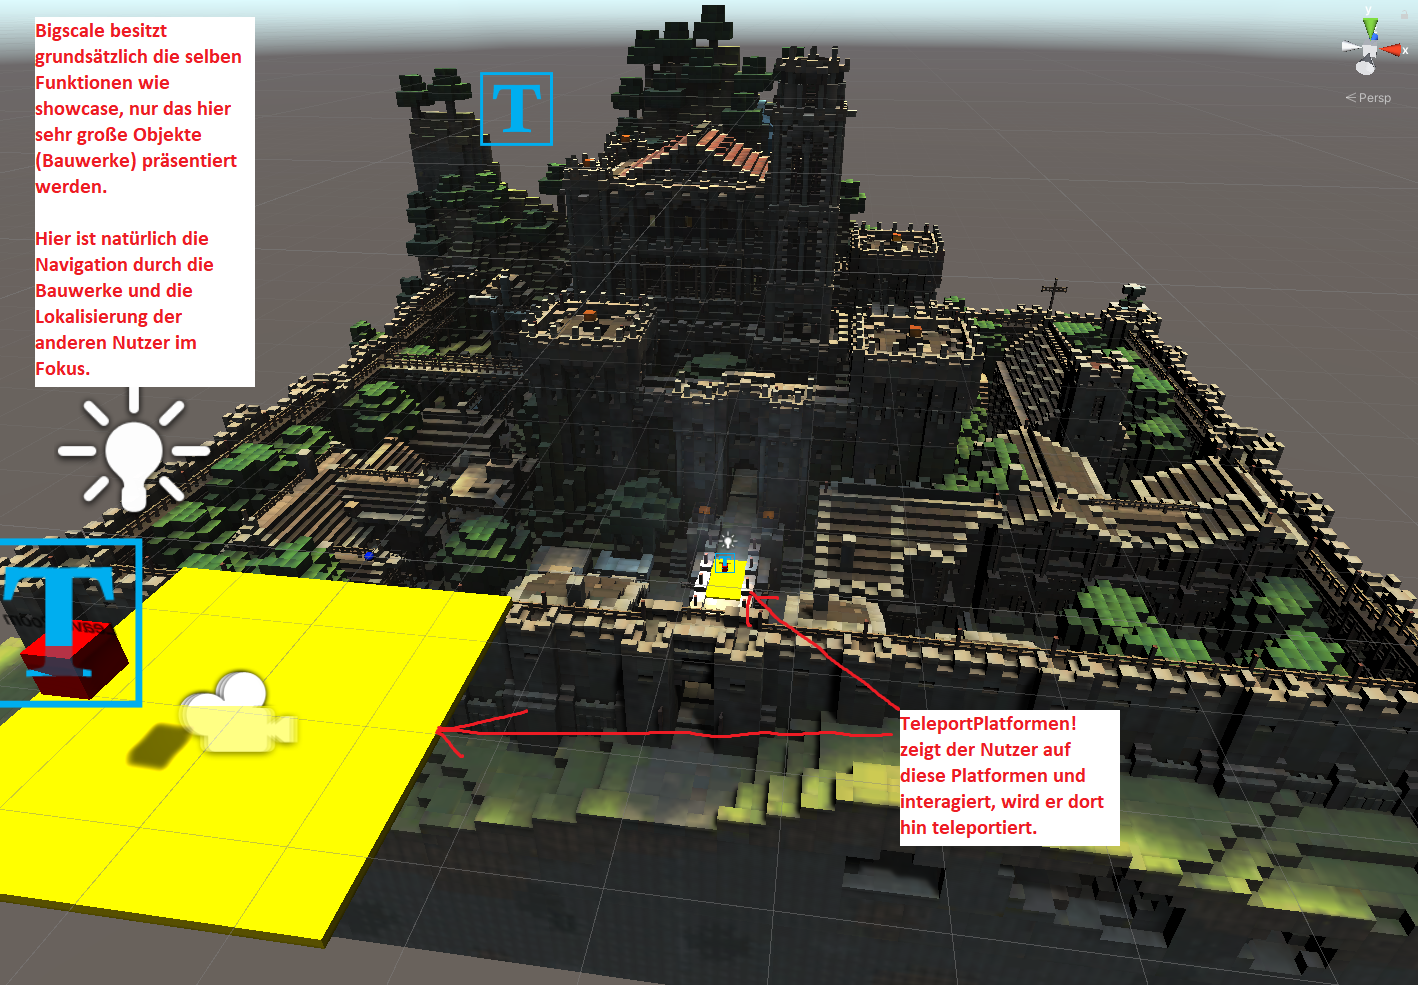 Bigscale besitzt
grundsätzlich die selben
Funktionen wie
showcase, nur das hier
sehr große Objekte
(Bauwerke) präsentiert
werden.
Hier ist natürlich die
Navigation durch die
Bauwerke und die
Lokalisierung der
anderen Nutzer im
Fokus.
y
x
Persp
T
T
TeleportPlatformen!
zeigt der Nutzer auf
diese Platformen und
interagiert, wird er dort
hin teleportiert.